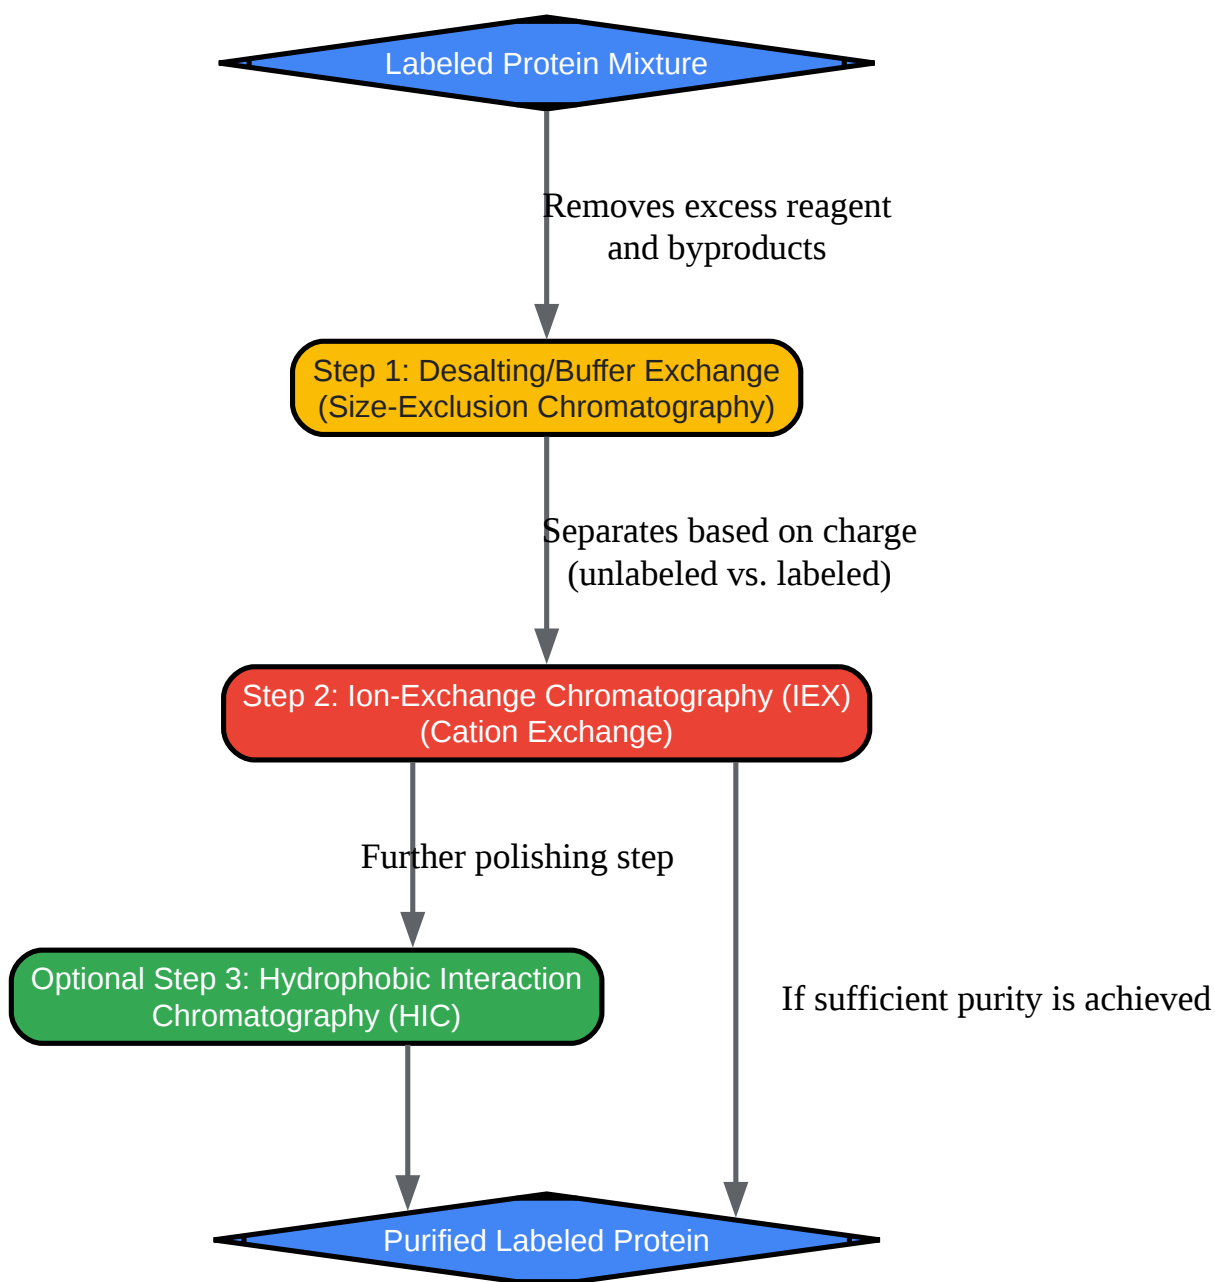 Labeled Protein Mixture
Removes excess reagent
and byproducts
Step 1: Desalting/Buffer Exchange
(Size-Exclusion Chromatography)
Separates based on charge
(unlabeled vs. labeled)
Step 2: Ion-Exchange Chromatography (IEX)
(Cation Exchange)
Further polishing step
Optional Step 3: Hydrophobic Interaction
Chromatography (HIC)
If sufficient purity is achieved
Purified Labeled Protein